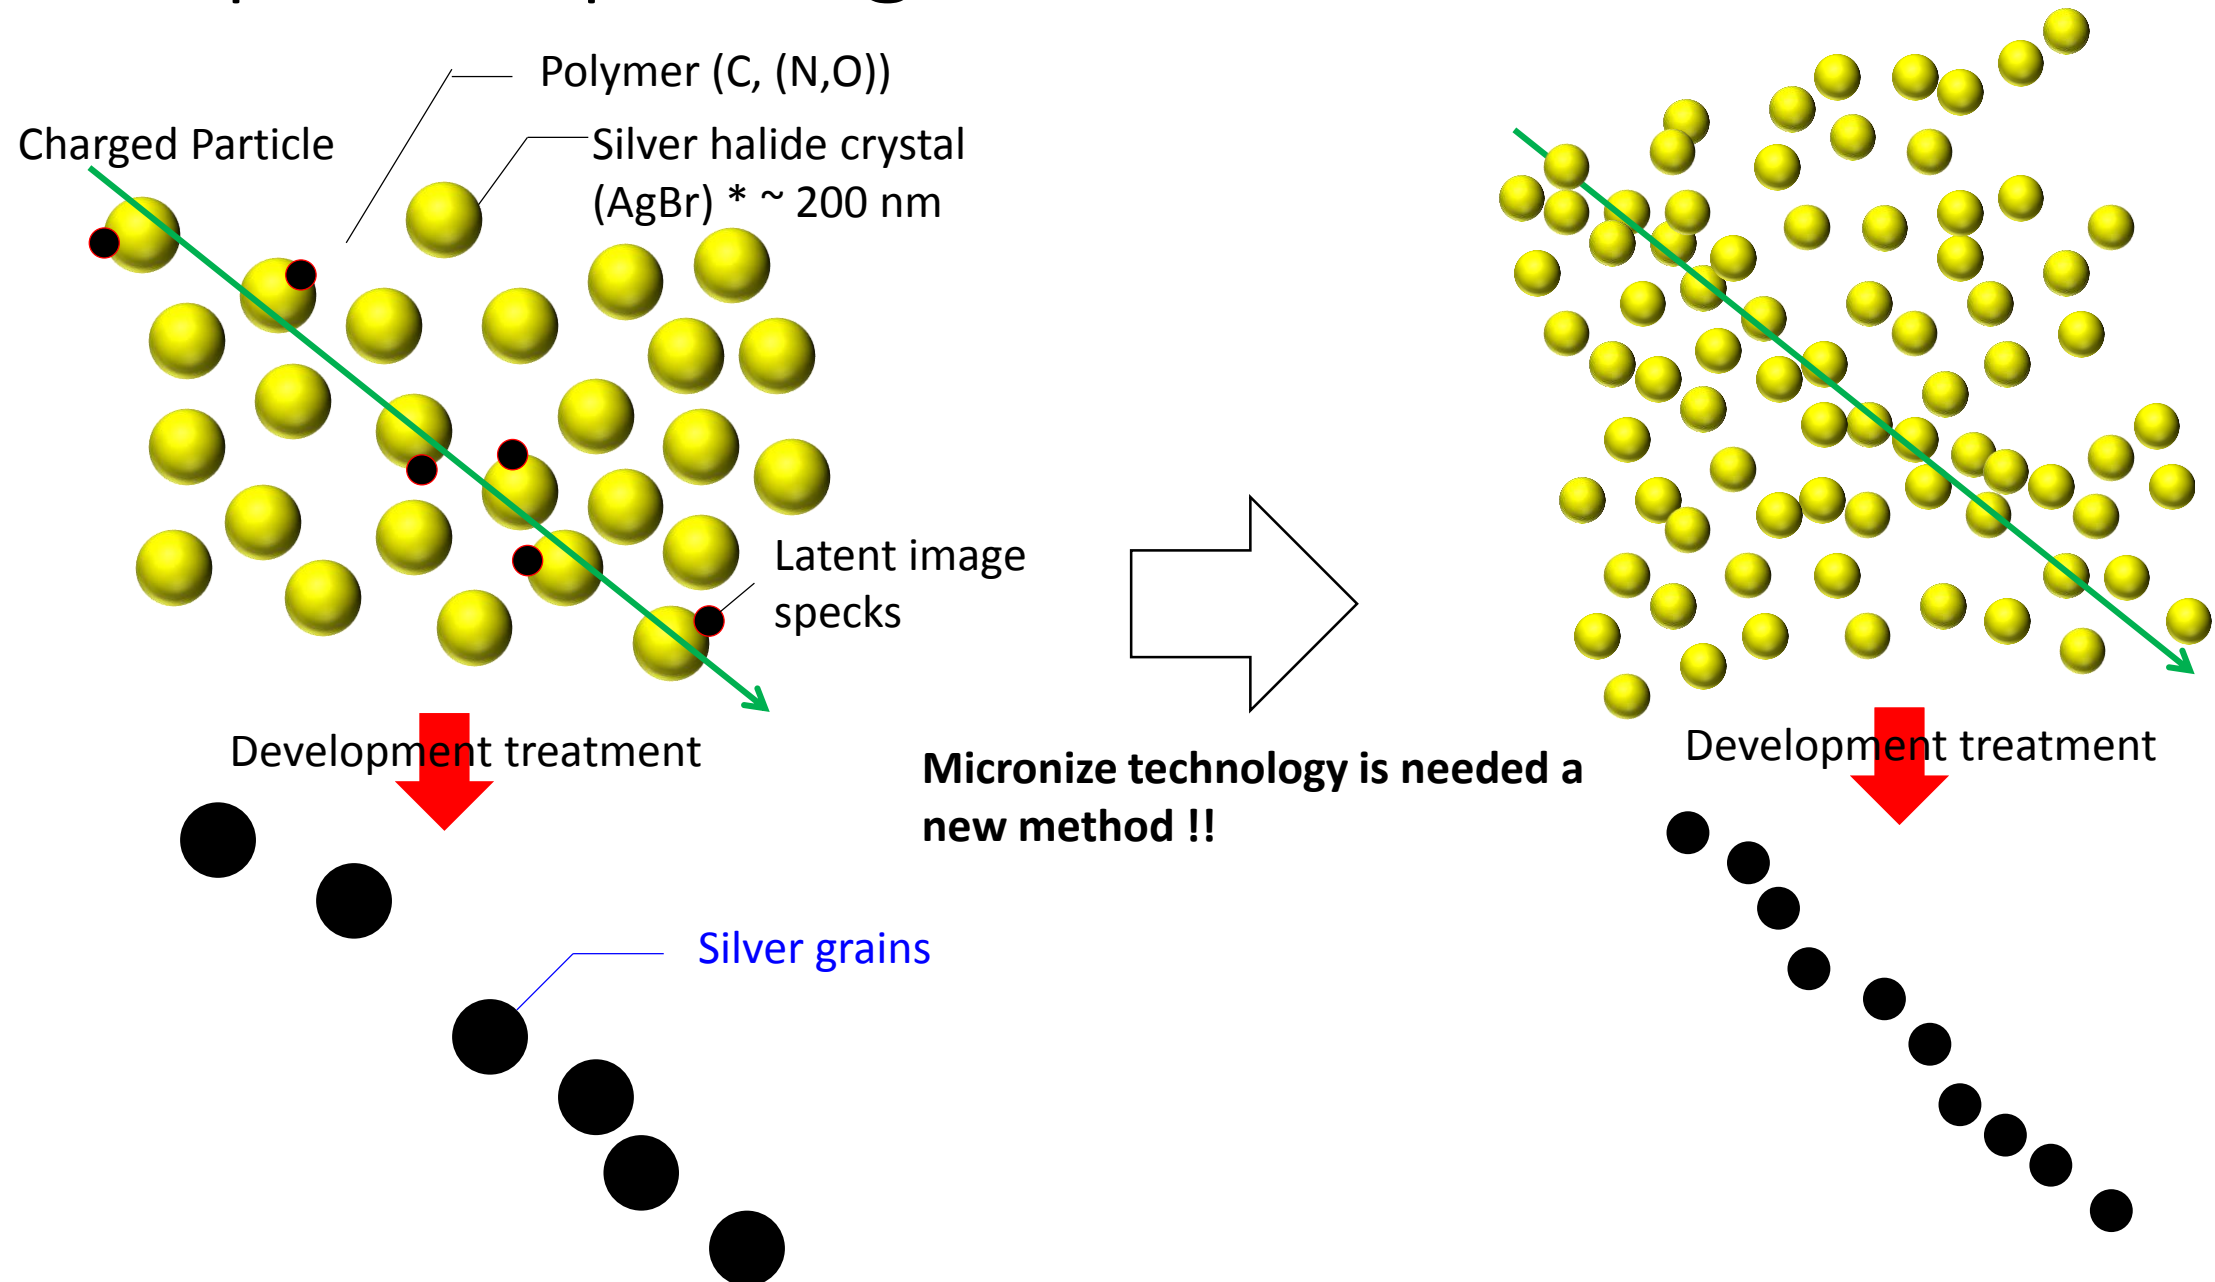 Polymer (C, (N,O))
Charged Particle
Silver halide crystal
(AgBr) * ~ 200 nm
Latent image
specks
Development treatment
Micronize technology is needed a
new method !!
Development treatment
Silver grains